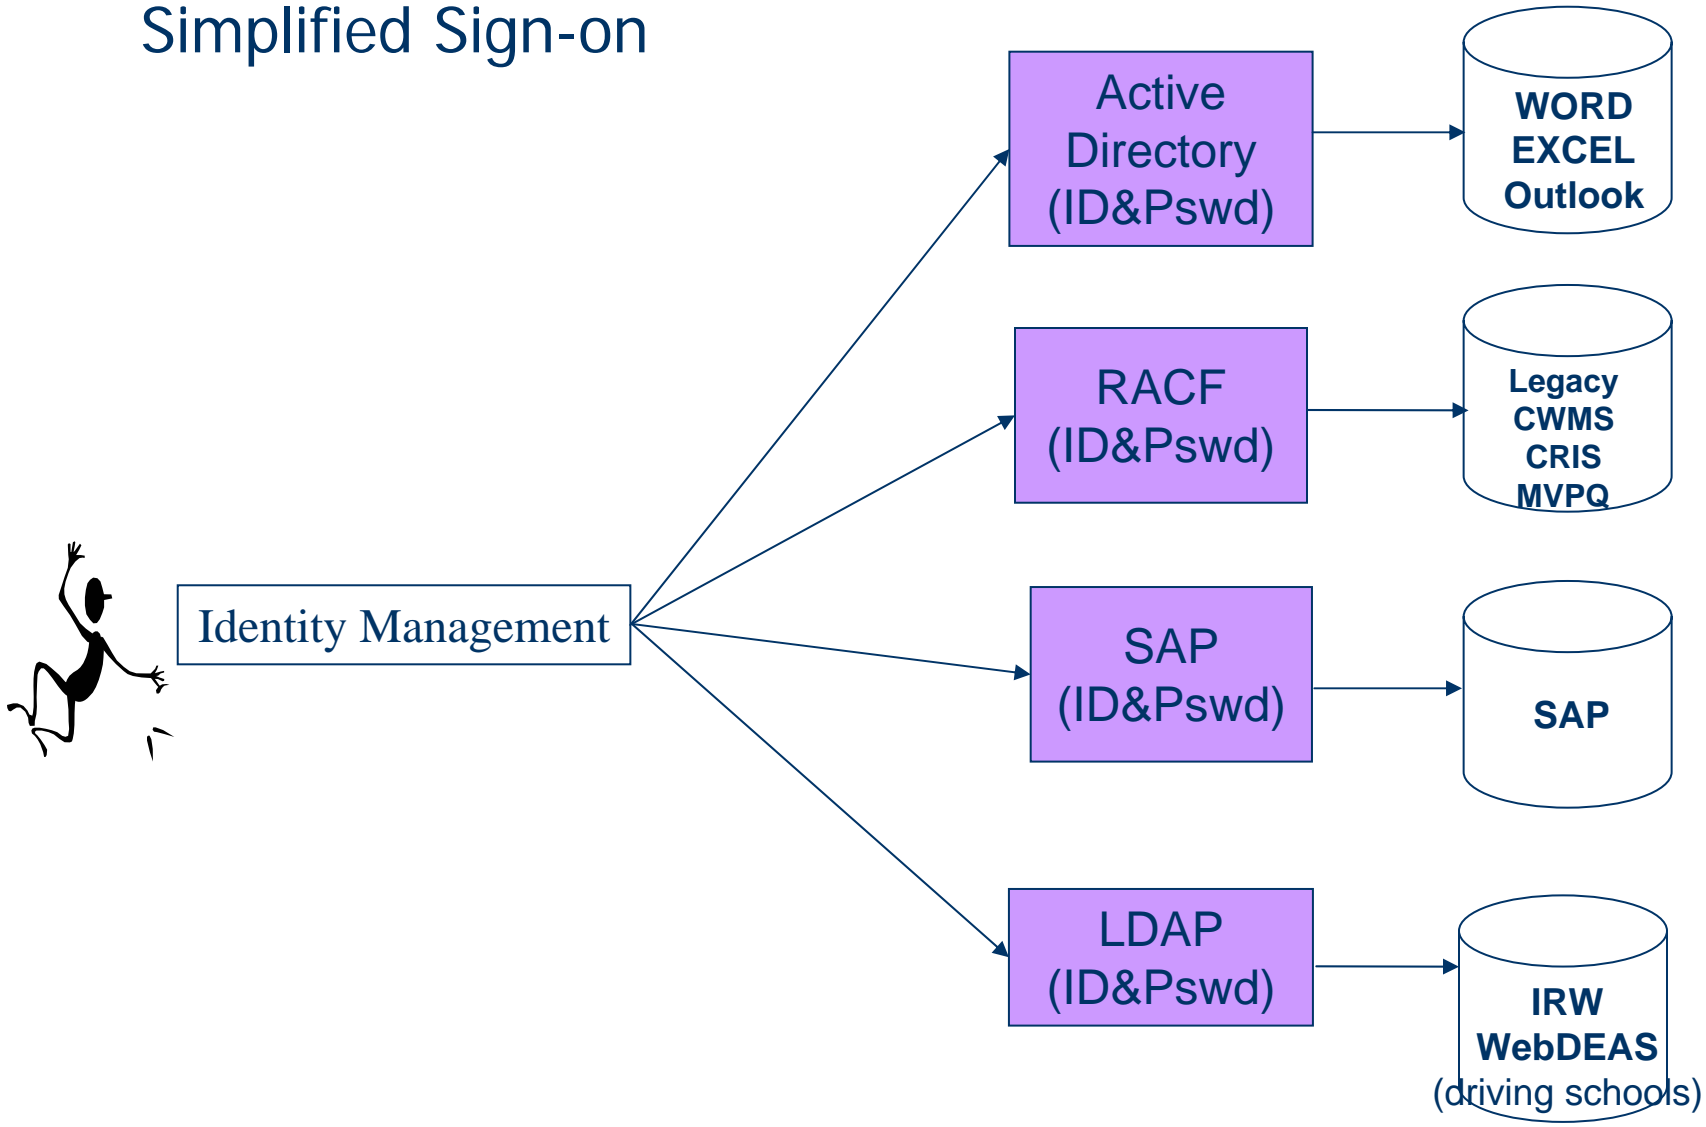 Simplified Sign-on
Active
Directory
(ID&Pswd)
WORD
EXCEL
Outlook
RACF
(ID&Pswd)
Legacy
CWMS
CRIS
MVPQ
Identity Management
SAP
(ID&Pswd)
SAP
LDAP
(ID&Pswd)
IRW
WebDEAS
(driving schools)